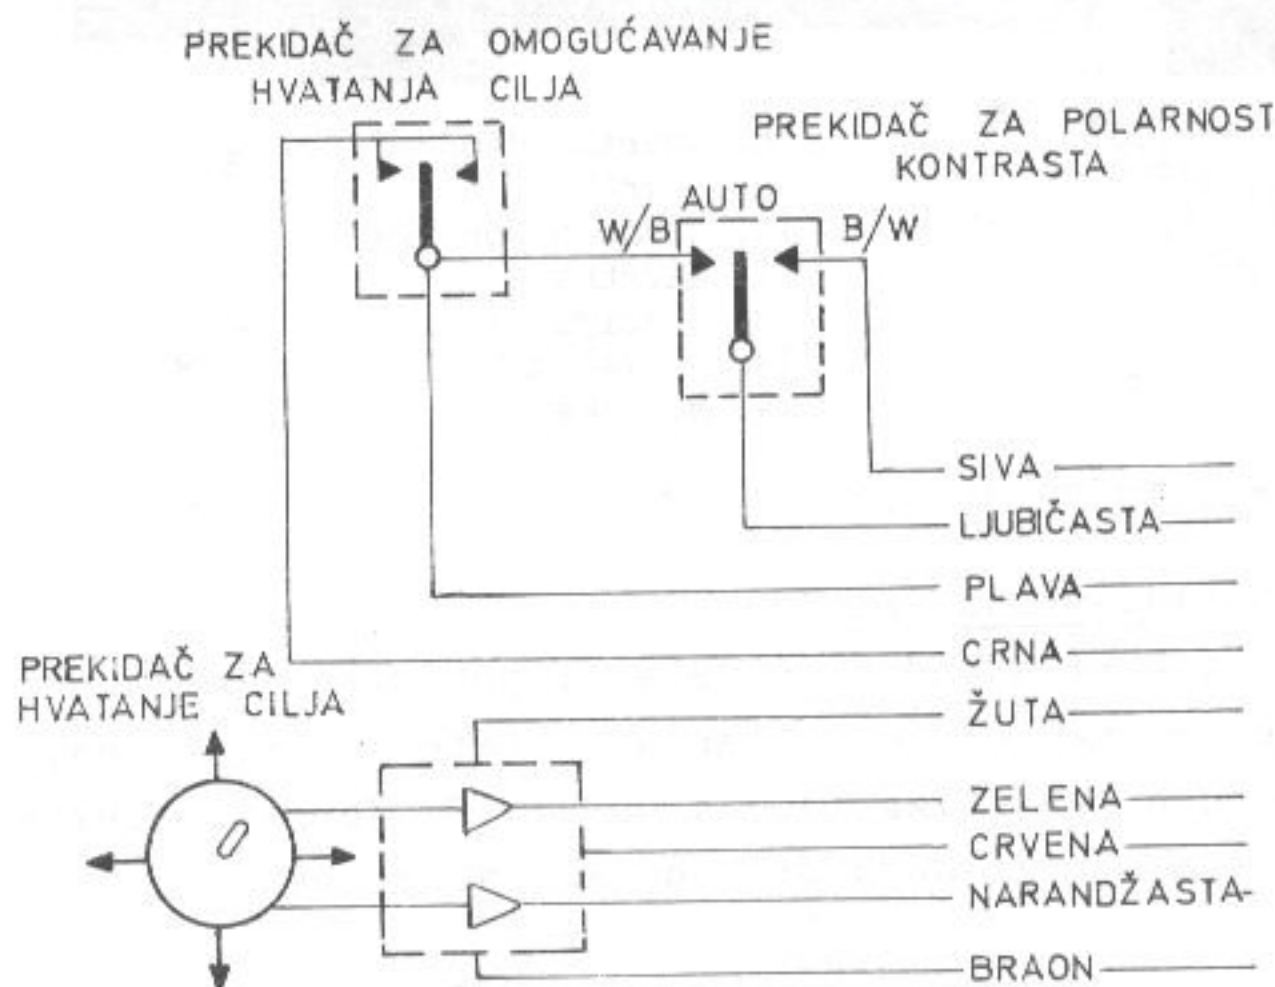 PREKIDAČ ZA OMOGUĆAVANJE
HVATANJA CILJA
PREKIDAČ ZA POLARNOST
KONTRASTA
AUTO
W/B
B/W
SIVA
LJUBIČASTA
PLAVA
CRNA
PREKIDAČ ZA
HVATANJE CILJA
ŽUTA
ZELENA
CRVENA
NARANDŽASTA
BRAON